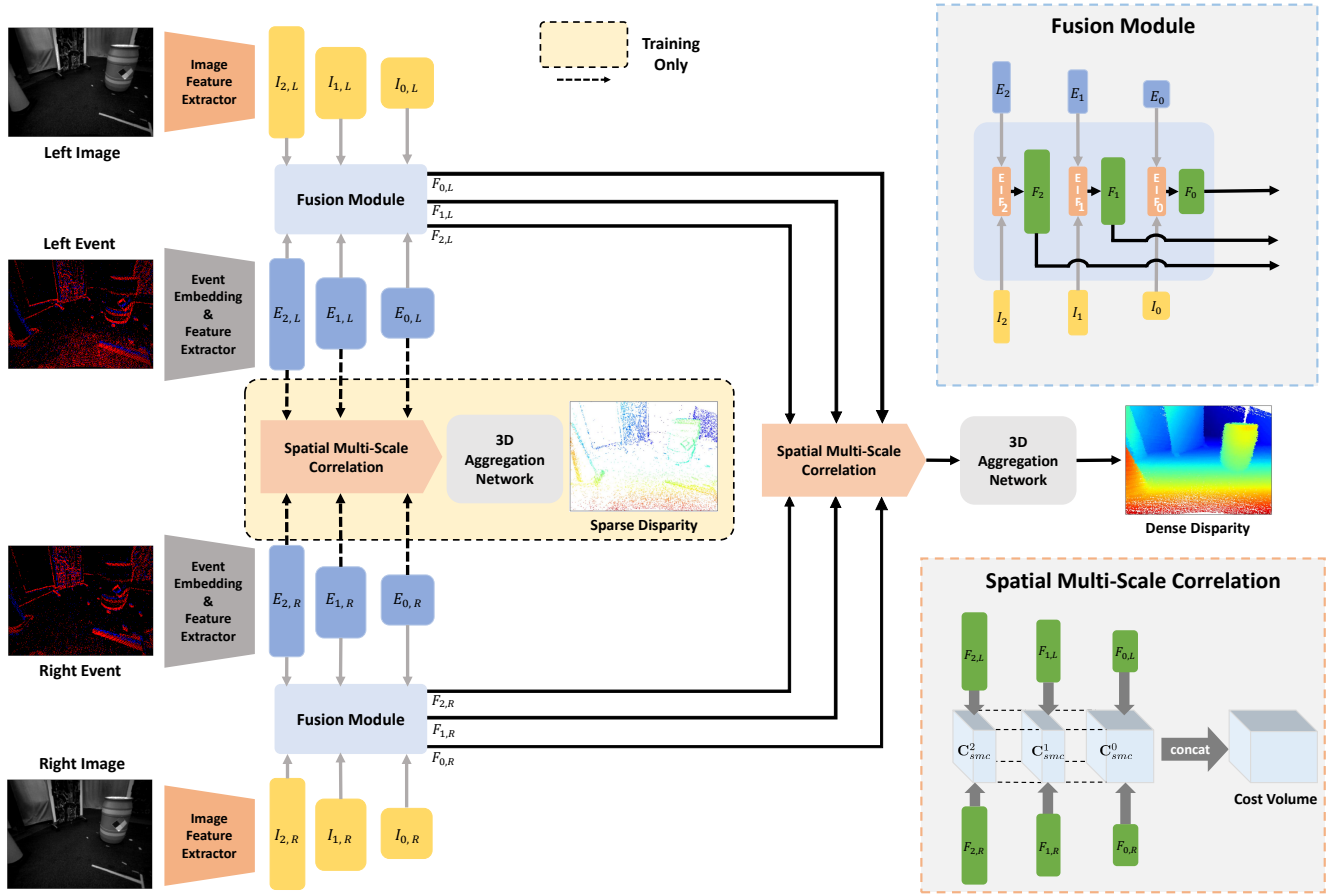 Image
Feature
Extractor
I2, L
I1, L
I0, L
Left Image
Training
Only
Fusion Module
F0,L
F1,L
F2,L
Left Event
Event
Embedding
&
Feature
Extractor
E2, L
E1, L
E0, L
Spatial Multi-Scale
Correlation
3D
Aggregation
Network
Sparse Disparity
Spatial Multi-Scale
Correlation
3D
Aggregation
Network
Dense Disparity
Event
Embedding
&
Feature
Extractor
E2, R
E1, R
E0, R
Right Event
Fusion Module
F2,R
F1,R
F0,R
Right Image
Image
Feature
Extractor
I2, R
I1, R
I0, R
Fusion Module
E2
E1
E0
EIF2
F2
EIF1
F1
EIF0
F0
I2
I1
I0
Spatial Multi-Scale Correlation
F2,L
F1,L
F0,L
C²smc
C¹smc
C⁰smc
concat
Cost Volume
F2,R
F1,R
F0,R